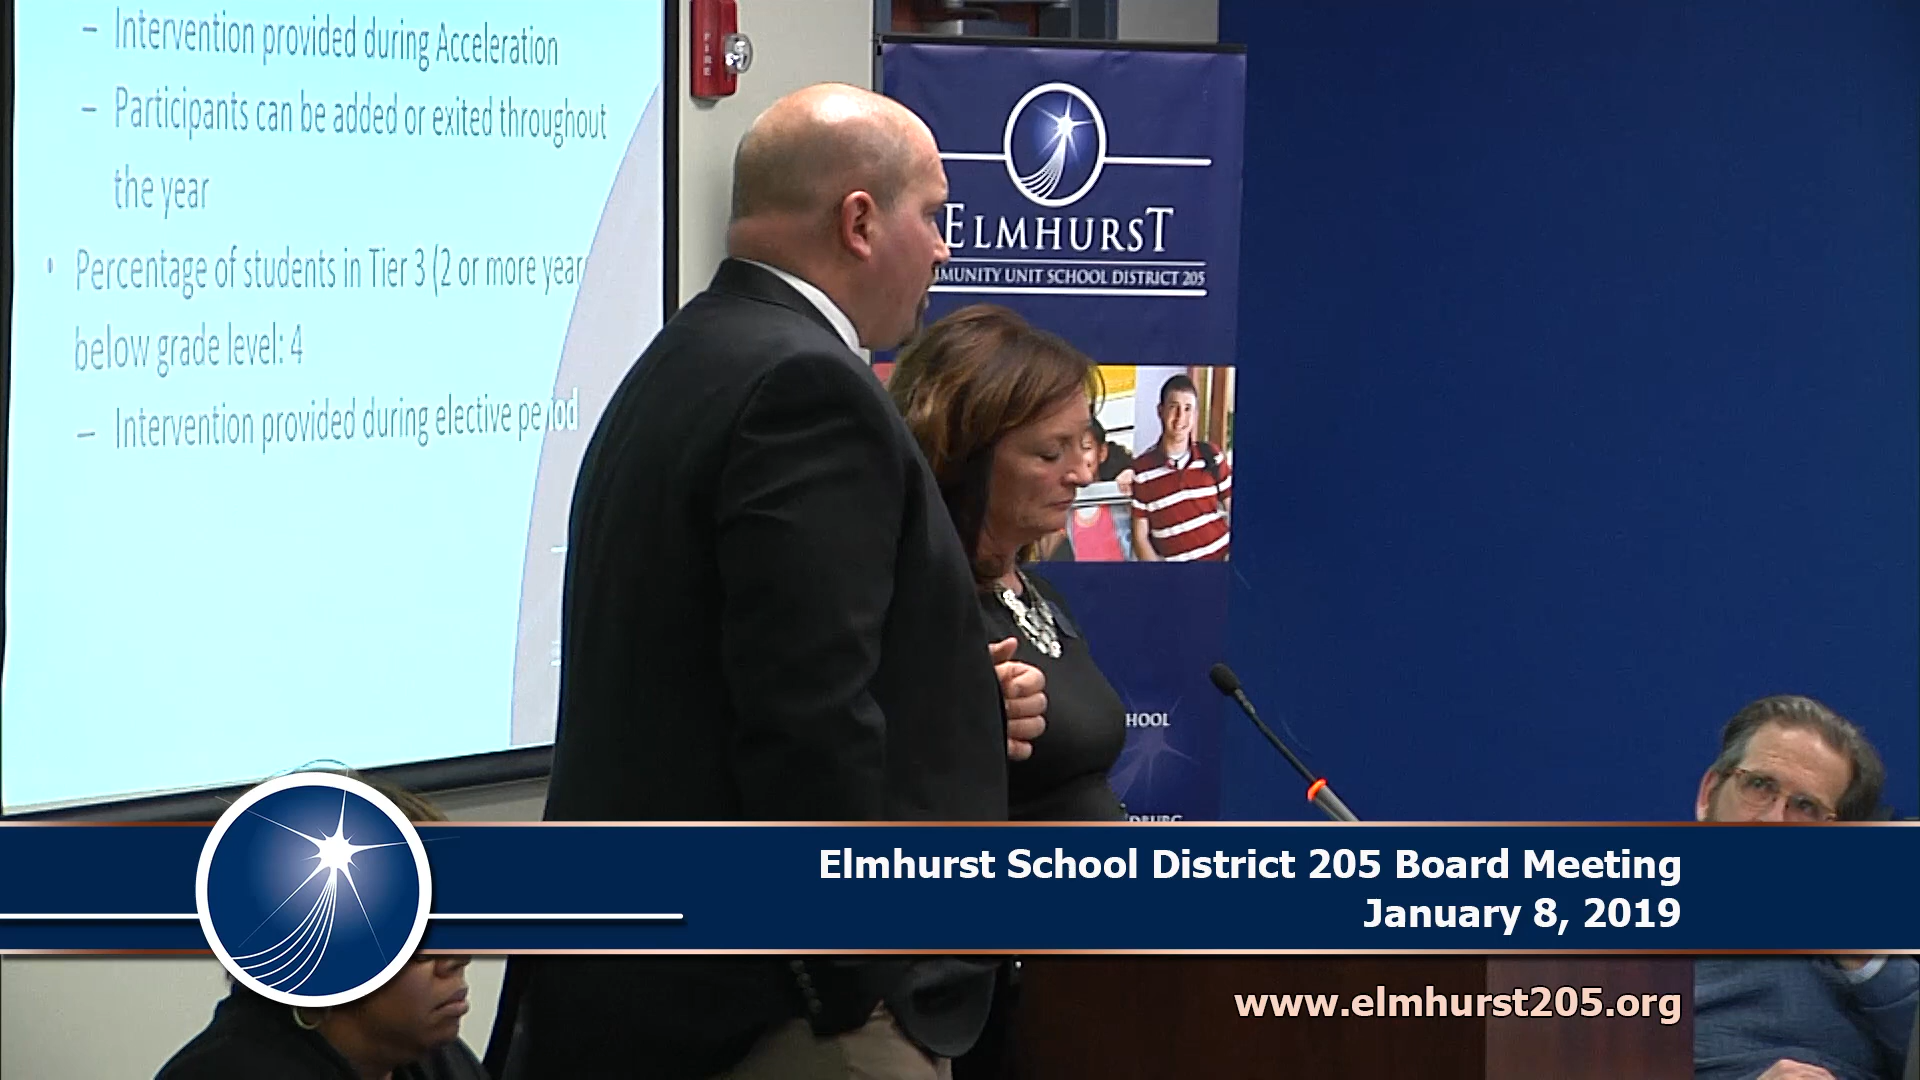 – Intervention provided during Acceleration
– Participants can be added or exited throughout
the year
• Percentage of students in Tier 3 (2 or more year
below grade level: 4
– Intervention provided during elective period
FIRE
ELMHURST
MUNITY UNIT SCHOOL DISTRICT 205
HOOL
Elmhurst School District 205 Board Meeting
January 8, 2019
www.elmhurst205.org